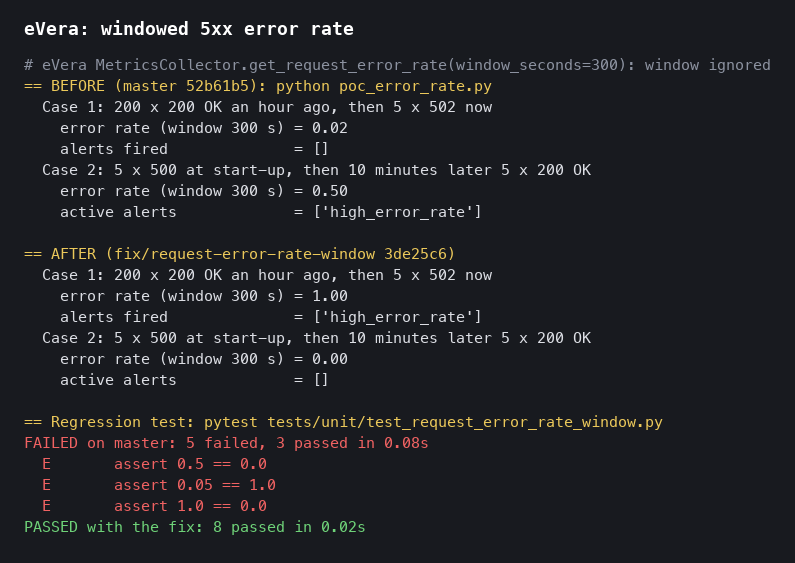 eVera: windowed 5xx error rate
# eVera MetricsCollector.get_request_error_rate(window_seconds=300): window ignored
== BEFORE (master 52b61b5): python poc_error_rate.py
  Case 1: 200 x 200 OK an hour ago, then 5 x 502 now
    error rate (window 300 s) = 0.02
    alerts fired              = []
  Case 2: 5 x 500 at start-up, then 10 minutes later 5 x 200 OK
    error rate (window 300 s) = 0.50
    active alerts             = ['high_error_rate']

== AFTER (fix/request-error-rate-window 3de25c6)
  Case 1: 200 x 200 OK an hour ago, then 5 x 502 now
    error rate (window 300 s) = 1.00
    alerts fired              = ['high_error_rate']
  Case 2: 5 x 500 at start-up, then 10 minutes later 5 x 200 OK
    error rate (window 300 s) = 0.00
    active alerts             = []

== Regression test: pytest tests/unit/test_request_error_rate_window.py
FAILED on master: 5 failed, 3 passed in 0.08s
  E       assert 0.5 == 0.0
  E       assert 0.05 == 1.0
  E       assert 1.0 == 0.0
PASSED with the fix: 8 passed in 0.02s